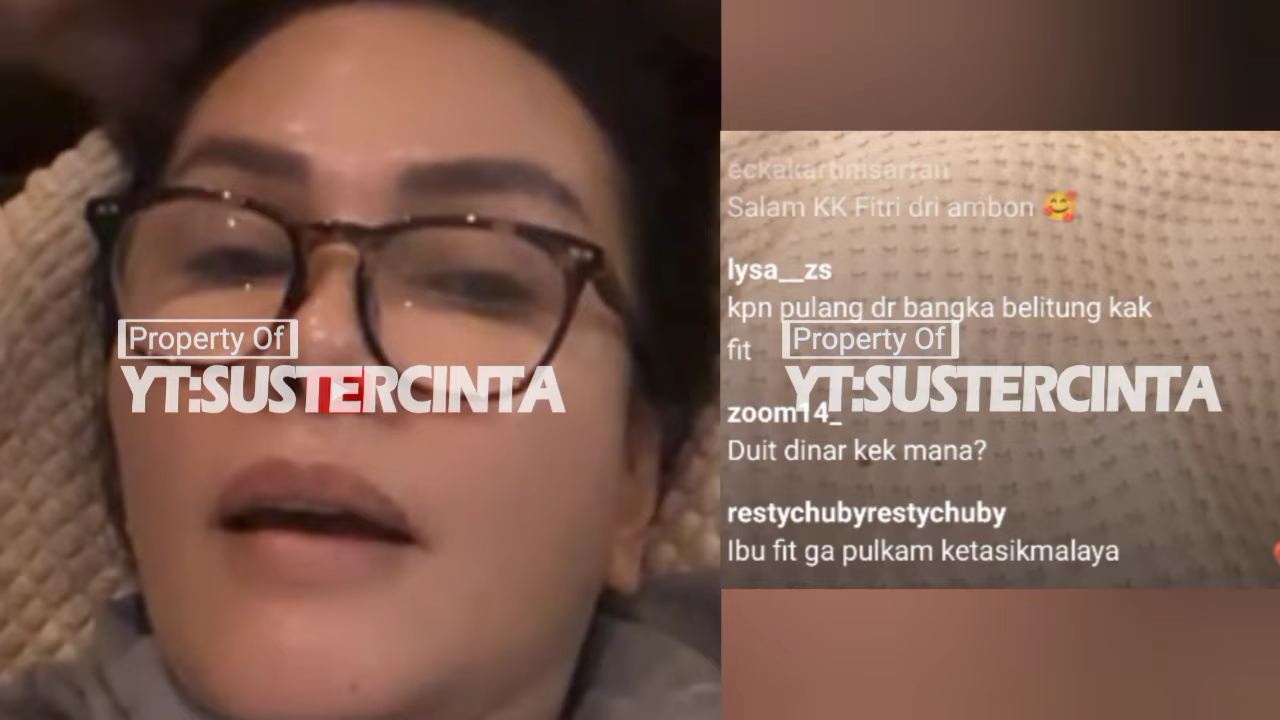 Property Of
YT:SUSTERCINTA
Salam KK Fitri dri ambon 🥰
lysa__zs
kpn pulang dr bangka belitung kak
fit
Property Of
YT:SUSTERCINTA
zoom14_
Duit dinar kek mana?
restychubyrestychuby
Ibu fit ga pulkam ketasikmalaya